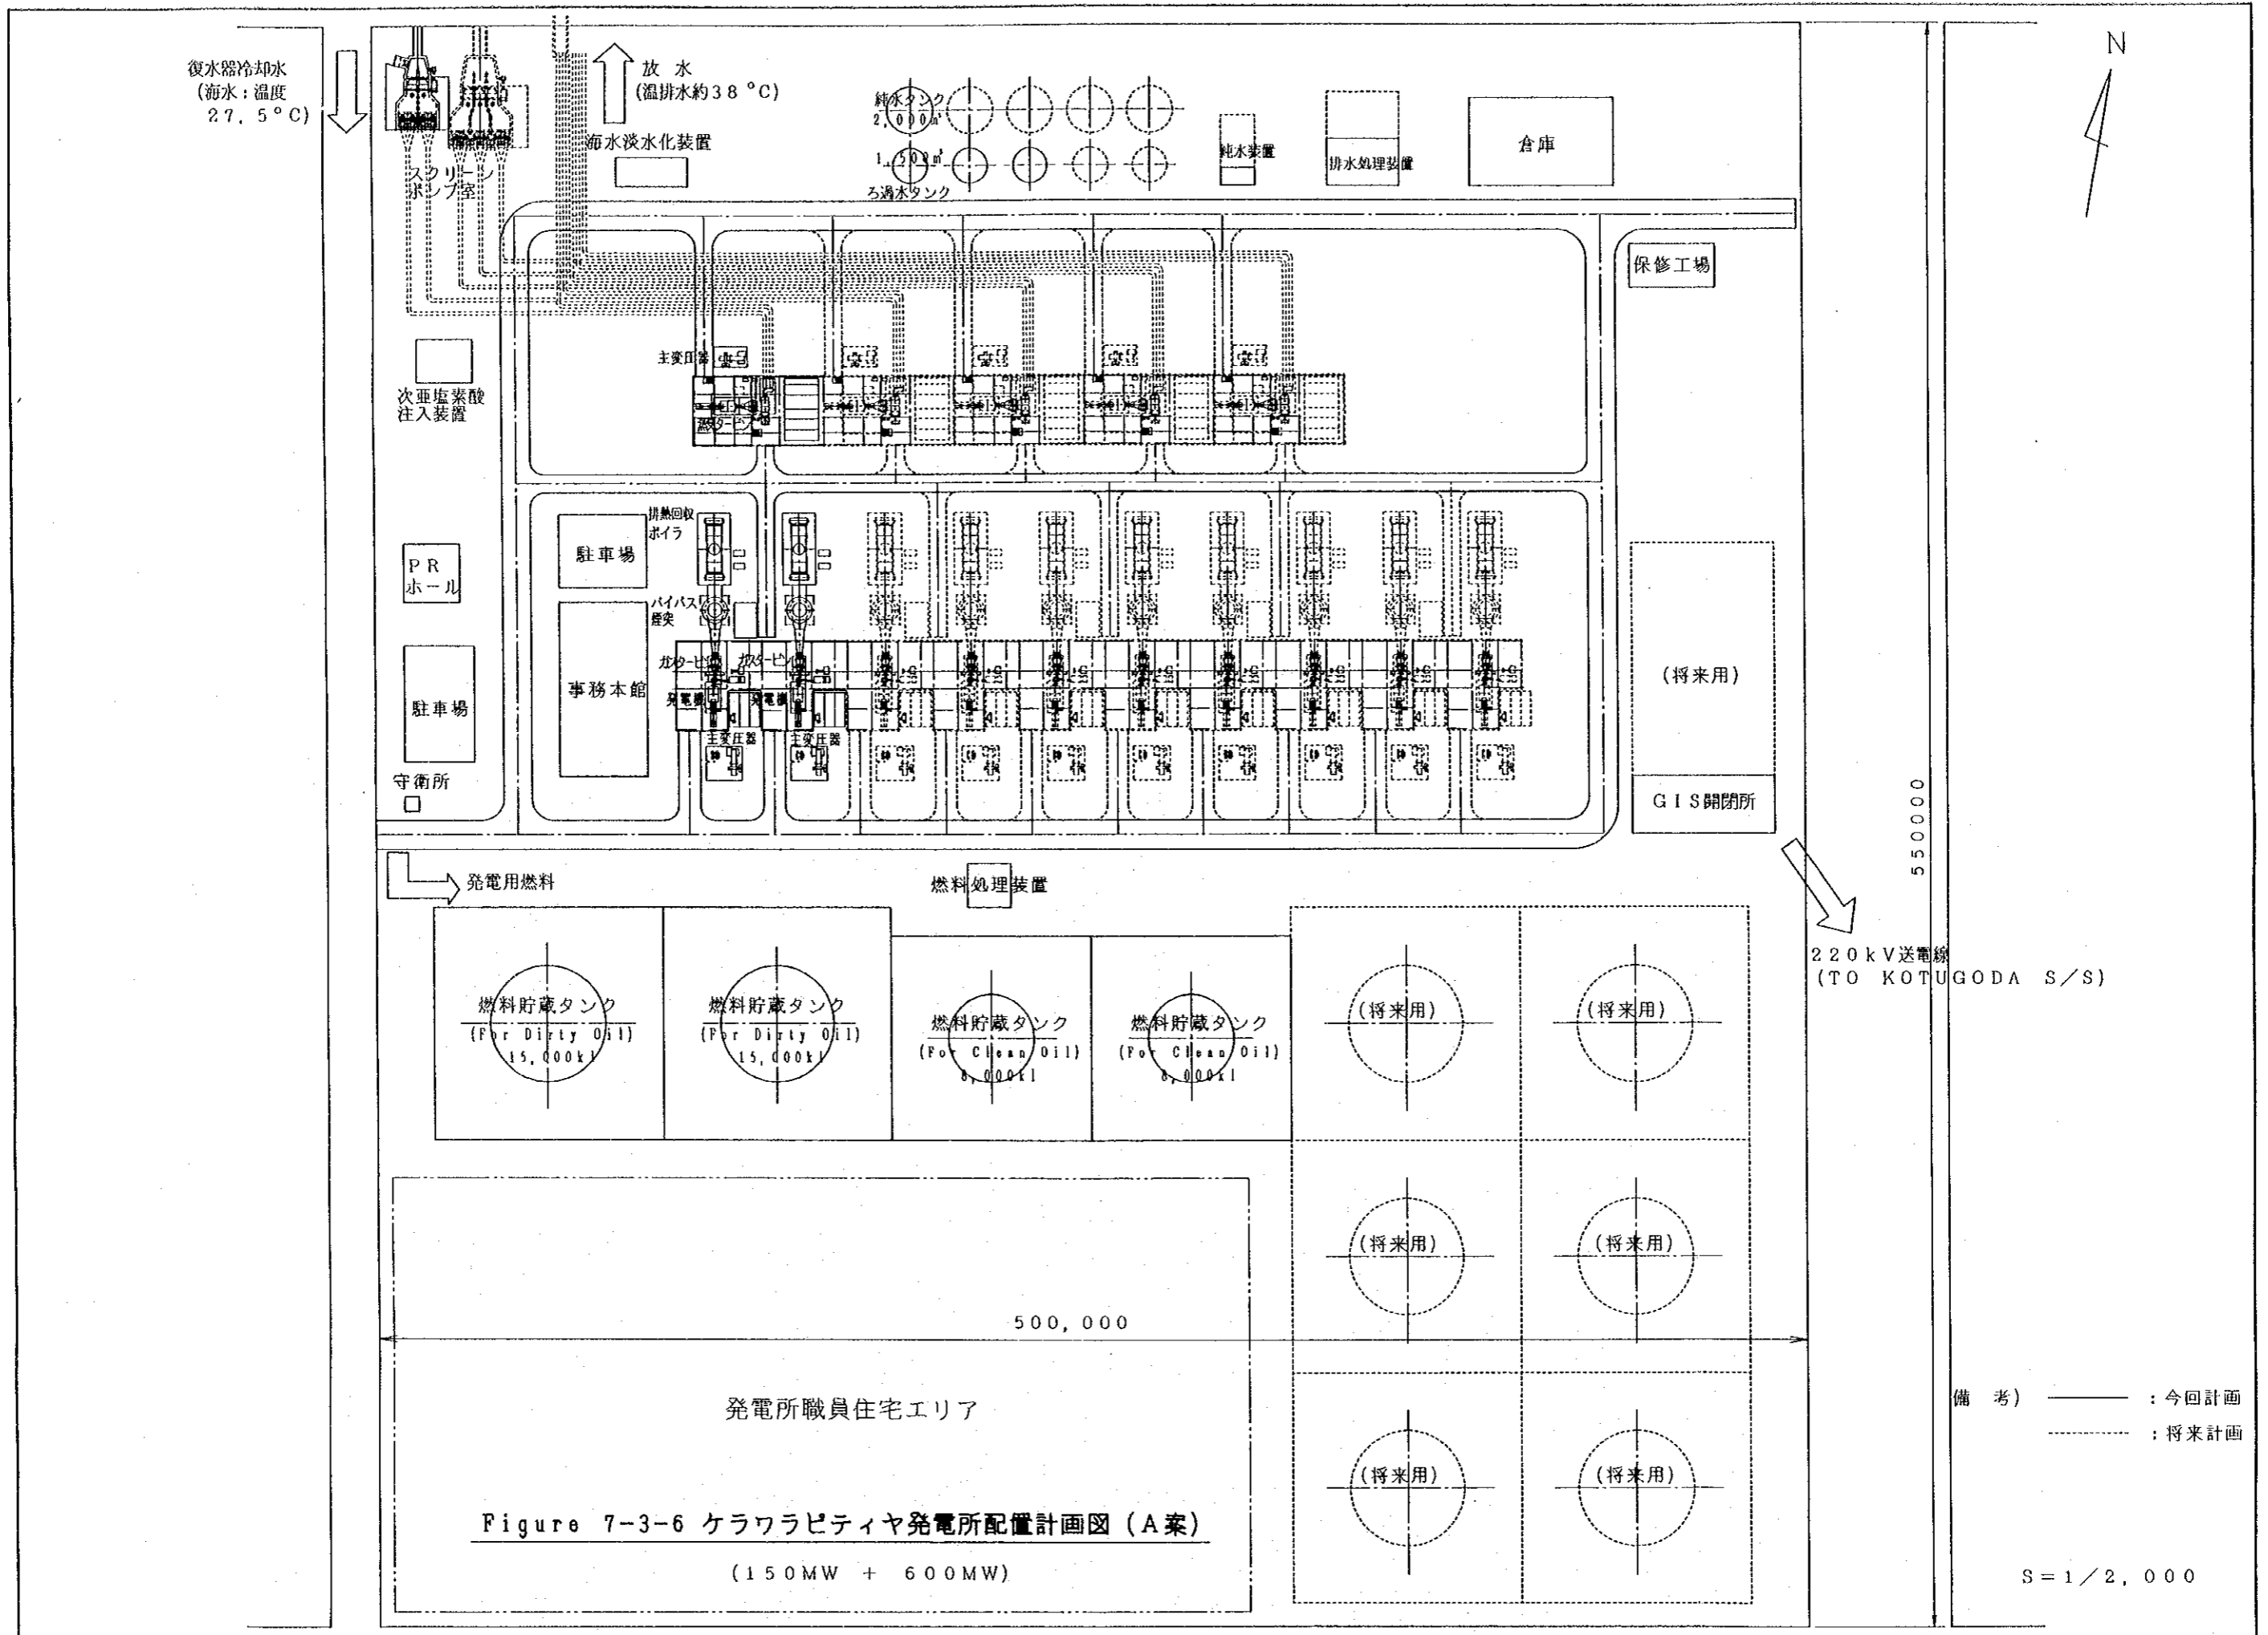 復水器冷却水
(海水：温度
27,5°C)
放 水
(温排水約38°C)
海水淡水化装置
スクリーン
ポンプ室
純水タンク
2,000㎥
1,500㎥
ろ過水タンク
純水装置
排水処理装置
倉庫
N
保修工場
主変圧器
次亜塩素酸
注入装置
駐車場
排熱回収
ボイラ
PR
ホール
バイパス
煙突
ガスタービン
ガスタービン
事務本館
発電機
発電機
駐車場
主変圧器
主変圧器
守衛所
(将来用)
GIS開閉所
550000
発電用燃料
燃料処理装置
220kV送電線
(TO KOTUGODA S/S)
燃料貯蔵タンク
(For Dirty Oil)
15,000kl
燃料貯蔵タンク
(For Dirty Oil)
15,000kl
燃料貯蔵タンク
(For Clean Oil)
8,000kl
燃料貯蔵タンク
(For Clean Oil)
8,000kl
(将来用)
(将来用)
(将来用)
(将来用)
500,000
発電所職員住宅エリア
(将来用)
(将来用)
備 考) ：今回計画
：将来計画
Figure 7-3-6 ケラワラピティヤ発電所配置計画図 (A案)
(150MW + 600MW)
S=1/2,000